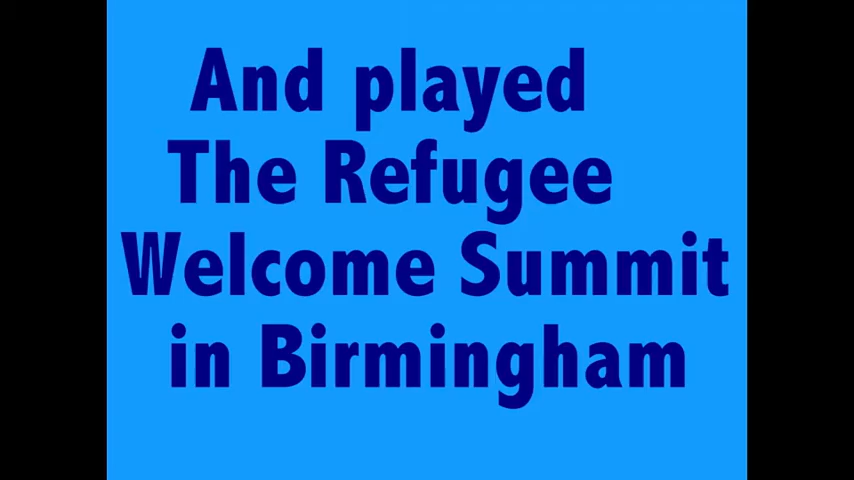 And played
The Refugee
Welcome Summit
in Birmingham